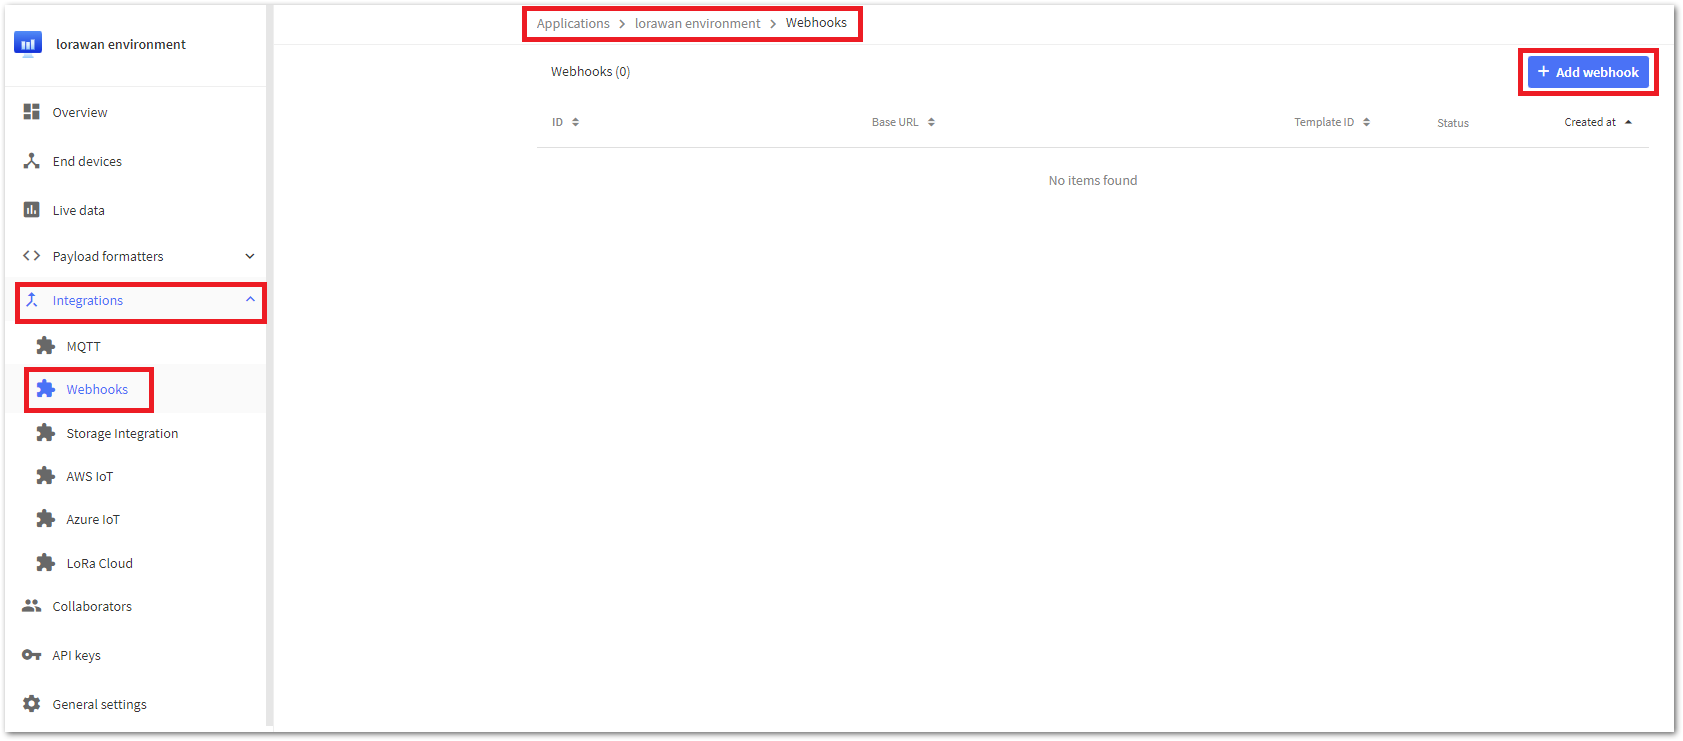 lorawan environment
Overview
End devices
Live data
Payload formatters
Integrations
MQTT
Webhooks
Storage Integration
AWS IoT
Azure IoT
LoRa Cloud
Collaborators
API keys
General settings
Applications > lorawan environment > Webhooks
Webhooks (0)
+ Add webhook
ID Base URL Template ID Status Created at
No items found